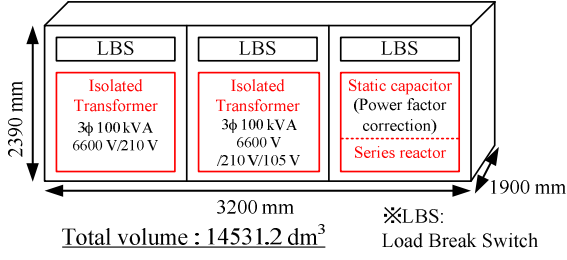 LBS
LBS
LBS
Isolated
Transformer
3ϕ 100 kVA
6600 V/210 V
Isolated
Transformer
3ϕ 100 kVA
6600 V
/210 V/105 V
Static capacitor
(Power factor
correction)
Series reactor
2390 mm
3200 mm
1900 mm
Total volume : 14531.2 dm³
※LBS:
Load Break Switch